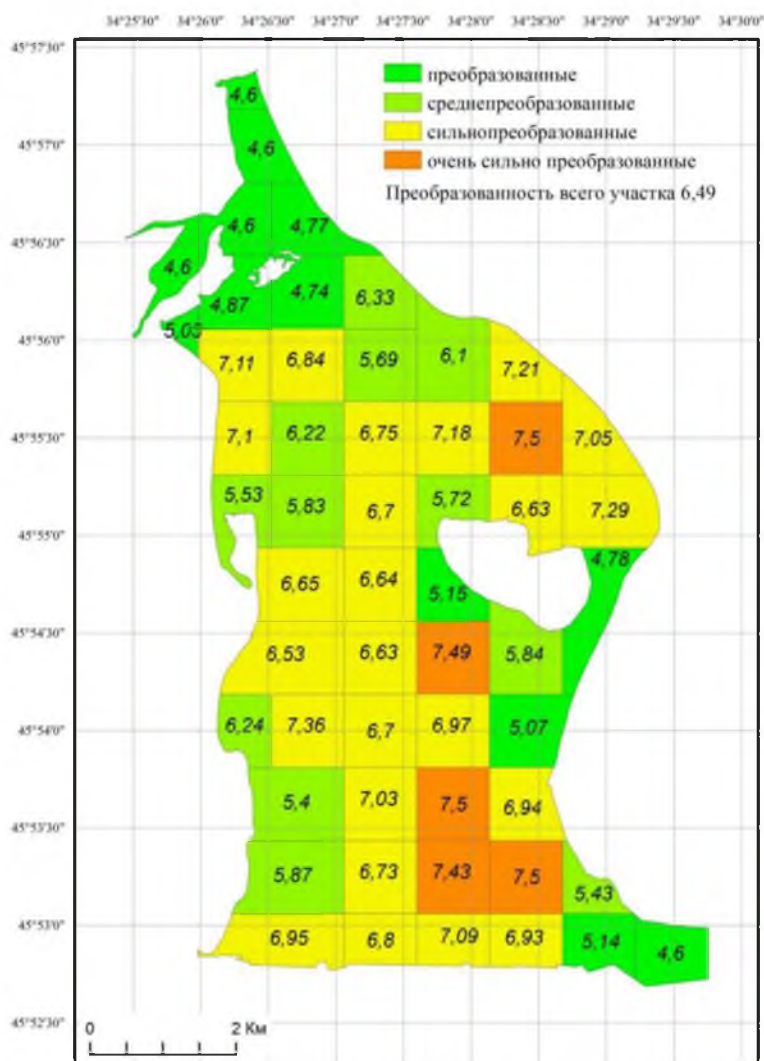 34°25'30" 34°26'0" 34°26'30" 34°27'0" 34°27'30" 34°28'0" 34°28'30" 34°29'0" 34°29'30" 34°30'0"
45°57'30"
преобразованные
4,6
среднепреобразованные
сильнопреобразованные
45°57'0"
4,6
очень сильно преобразованные
Преобразованность всего участка 6,49
4,6 4,77
45°56'30"
4,6
4,87 4,74 6,33
45°56'0"
7,11 6,84 5,69 6,1 7,21
45°55'30"
7,1 6,22 6,75 7,18 7,5 7,05
5,53 5,83 6,7 5,72 6,63 7,29
45°55'0"
4,78
6,65 6,64 5,15
45°54'30"
6,53 6,63 7,49 5,84
45°54'0"
6,24 7,36 6,7 6,97 5,07
5,4 7,03 7,5 6,94
45°53'30"
5,87 6,73 7,43 7,5 5,43
45°53'0"
6,95 6,8 7,09 6,93 5,14 4,6
45°52'30"
0 2 Км